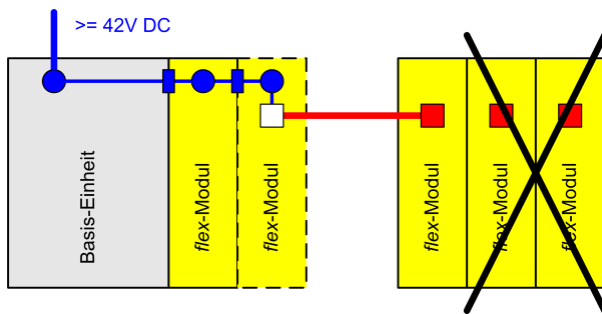 >= 42V DC
Basis-Einheit
flex-Modul
flex-Modul
flex-Modul
flex-Modul
flex-Modul